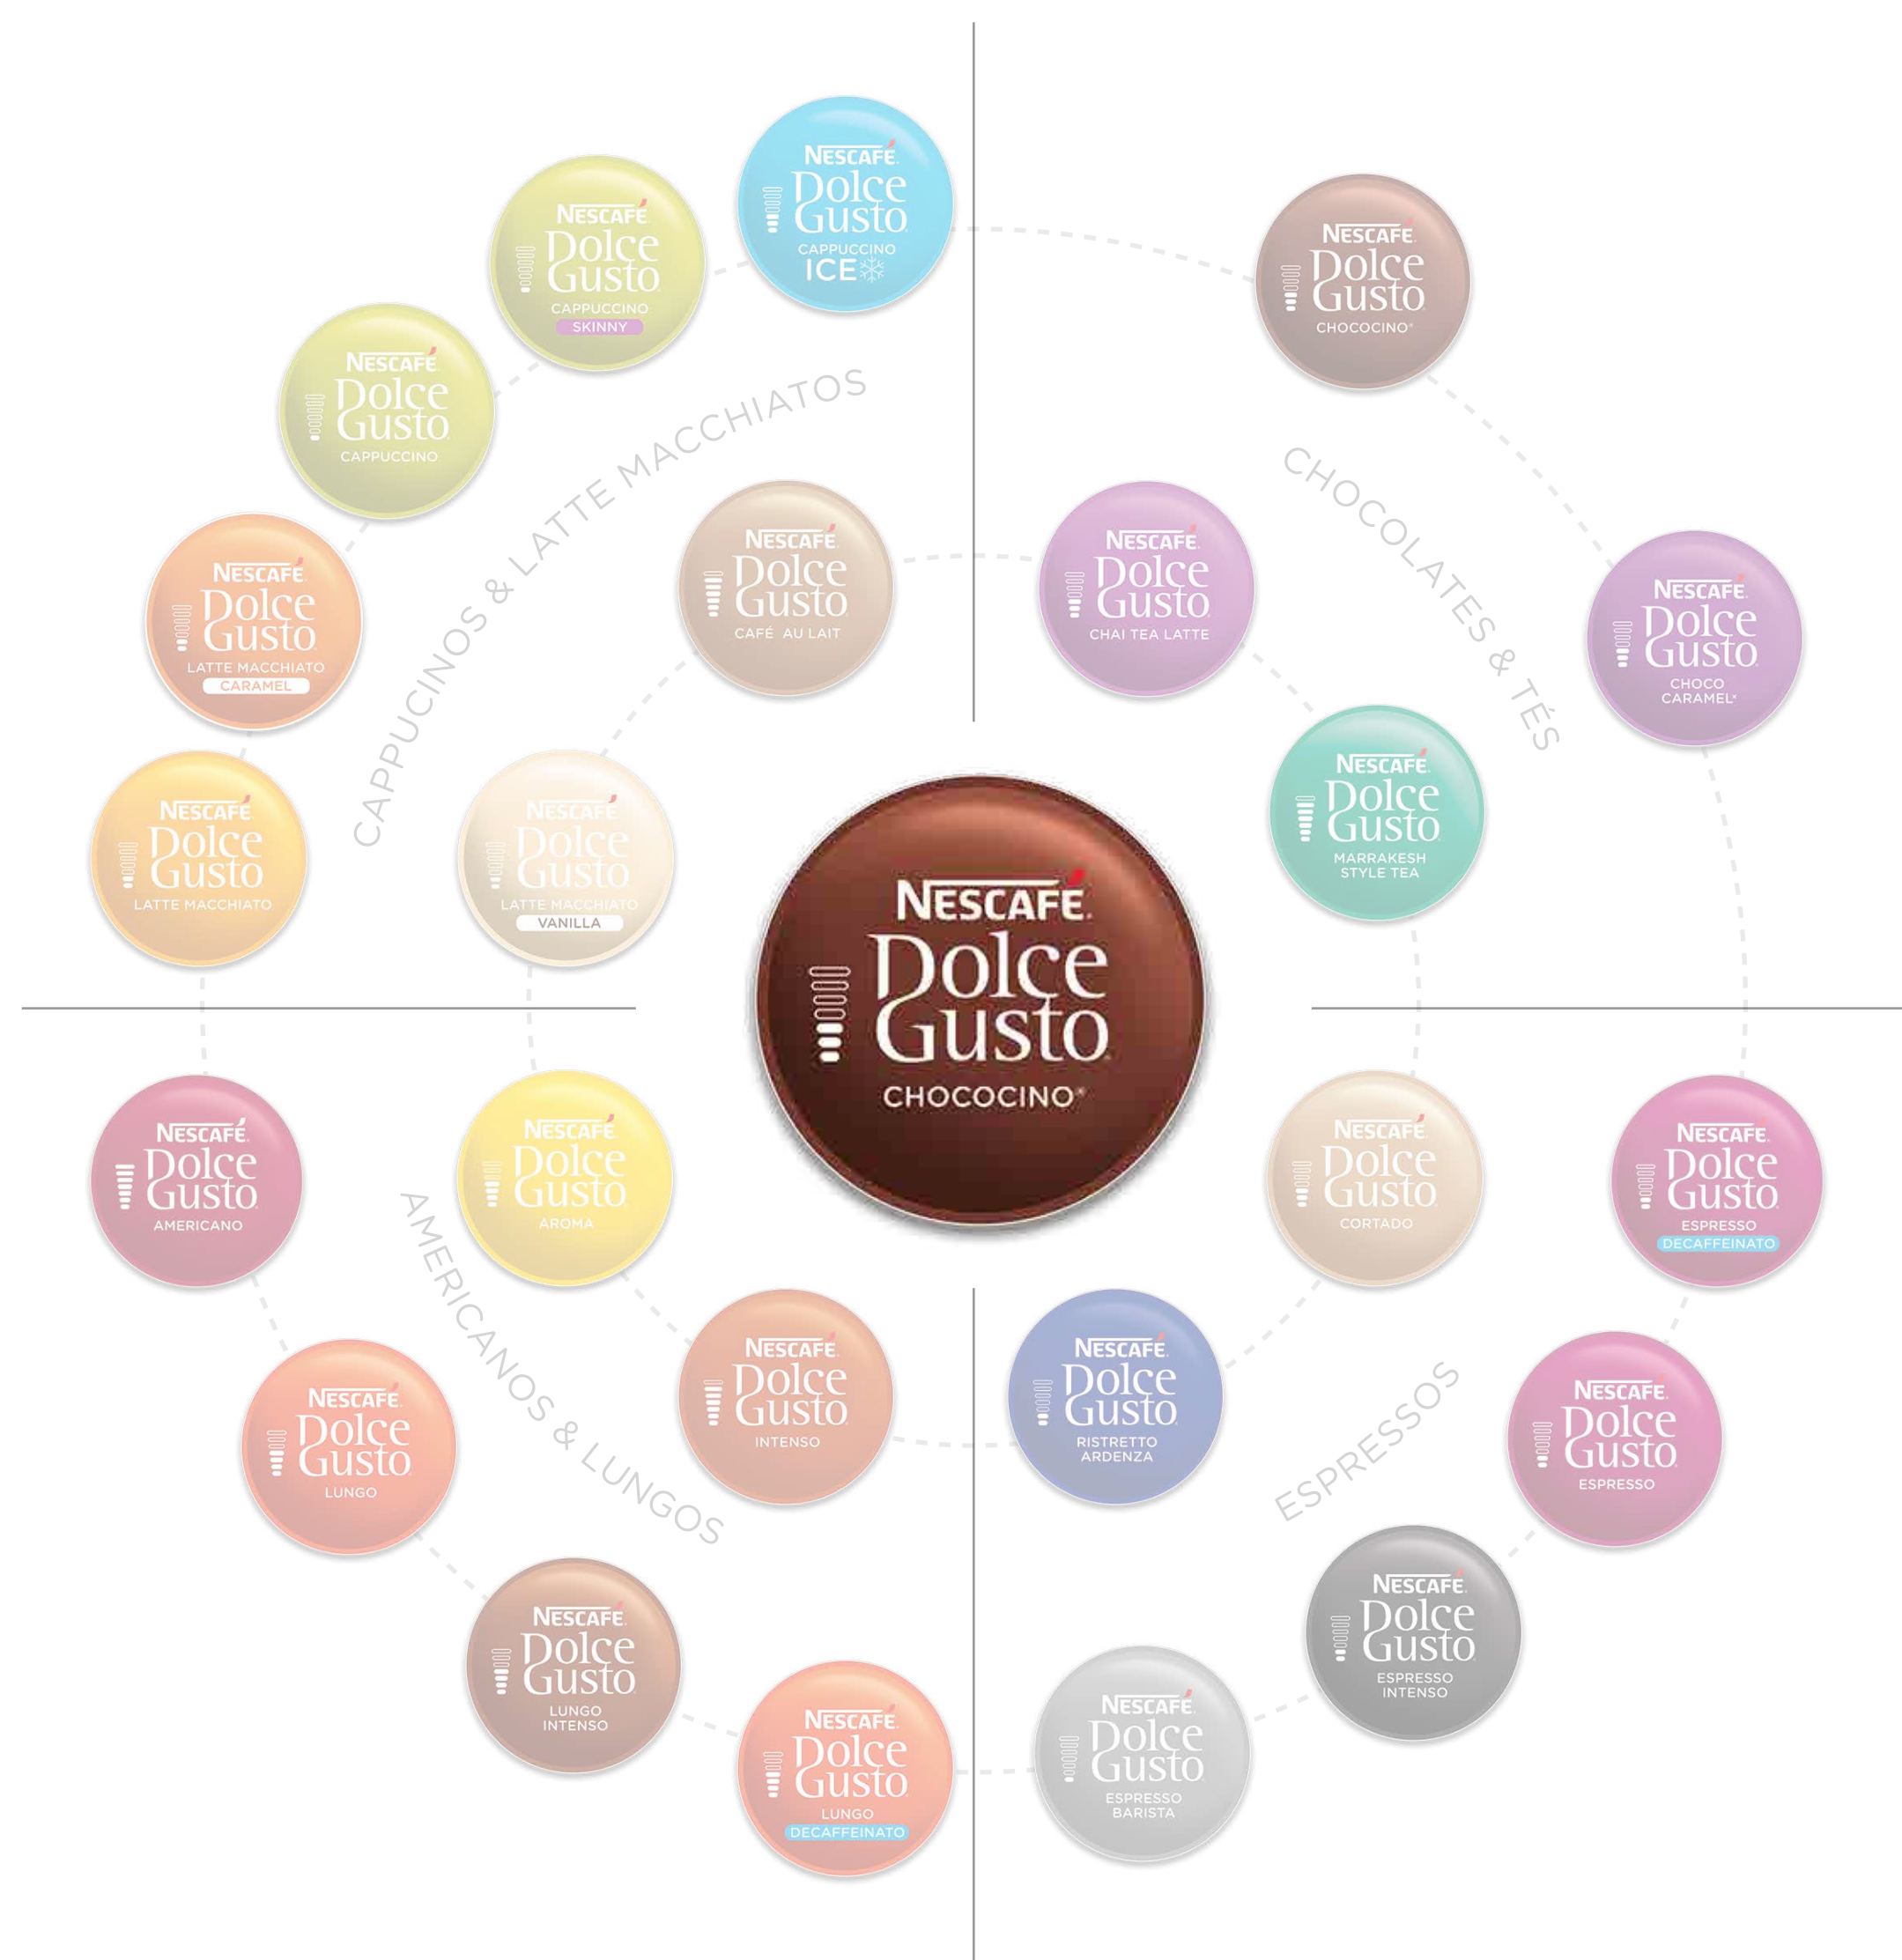 NESCAFÉ
Dolce
Gusto
CAPPUCCINO
ICE
NESCAFÉ
Dolce
Gusto
CAPPUCCINO
SKINNY
NESCAFÉ
Dolce
Gusto
CAPPUCCINO
NESCAFÉ
Dolce
Gusto
LATTE MACCHIATO
CARAMEL
NESCAFÉ
Dolce
Gusto
LATTE MACCHIATO
CAPPUCINOS & LATTE MACCHIATOS
NESCAFÉ
Dolce
Gusto
CAFÉ AU LAIT
NESCAFÉ
Dolce
Gusto
LATTE MACCHIATO
VANILLA
NESCAFÉ
Dolce
Gusto
CHOCOCINO®
NESCAFÉ
Dolce
Gusto
CHOCO
CARAMEL®
CHOCOLATES & TÉS
NESCAFÉ
Dolce
Gusto
CHAI TEA LATTE
NESCAFÉ
Dolce
Gusto
MARRAKESH
STYLE TEA
NESCAFÉ.
Dolce
Gusto
CHOCOCINO®
NESCAFÉ
Dolce
Gusto
AMERICANO
NESCAFÉ
Dolce
Gusto
AROMA
NESCAFÉ
Dolce
Gusto
INTENSO
AMERICANOS & LUNGOS
NESCAFÉ
Dolce
Gusto
LUNGO
NESCAFÉ
Dolce
Gusto
LUNGO
INTENSO
NESCAFÉ
Dolce
Gusto
LUNGO
DECAFFEINATO
NESCAFÉ
Dolce
Gusto
CORTADO
NESCAFÉ
Dolce
Gusto
ESPRESSO
DECAFFEINATO
NESCAFÉ
Dolce
Gusto
RISTRETTO
ARDENZA
ESPRESSOS
NESCAFÉ
Dolce
Gusto
ESPRESSO
NESCAFÉ
Dolce
Gusto
ESPRESSO
INTENSO
NESCAFÉ
Dolce
Gusto
ESPRESSO
BARISTA